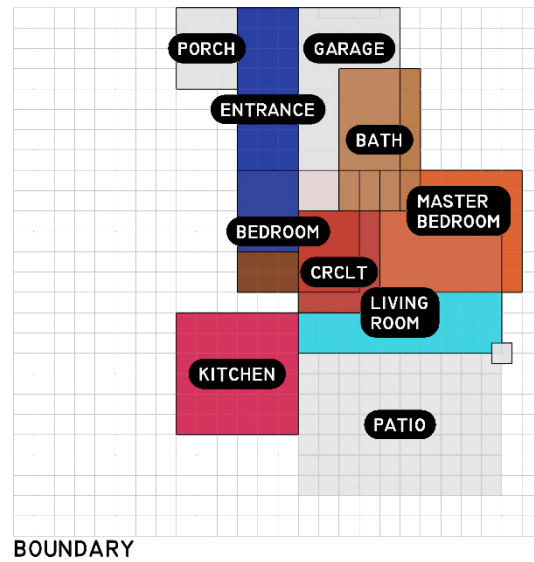 PORCH
GARAGE
ENTRANCE
BATH
MASTER
BEDROOM
BEDROOM
CRCLT
LIVING
ROOM
KITCHEN
PATIO
BOUNDARY